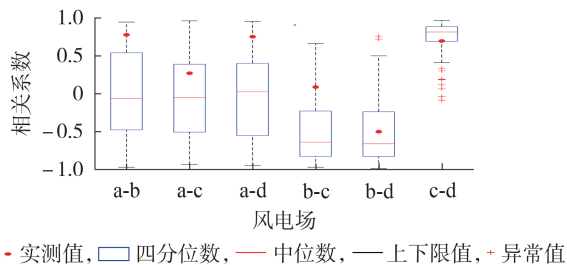 相关系数
1.0
0.5
0
−0.5
−1.0
a-b a-c a-d b-c b-d c-d
风电场
实测值, 四分位数, 中位数, 上下限值, 异常值